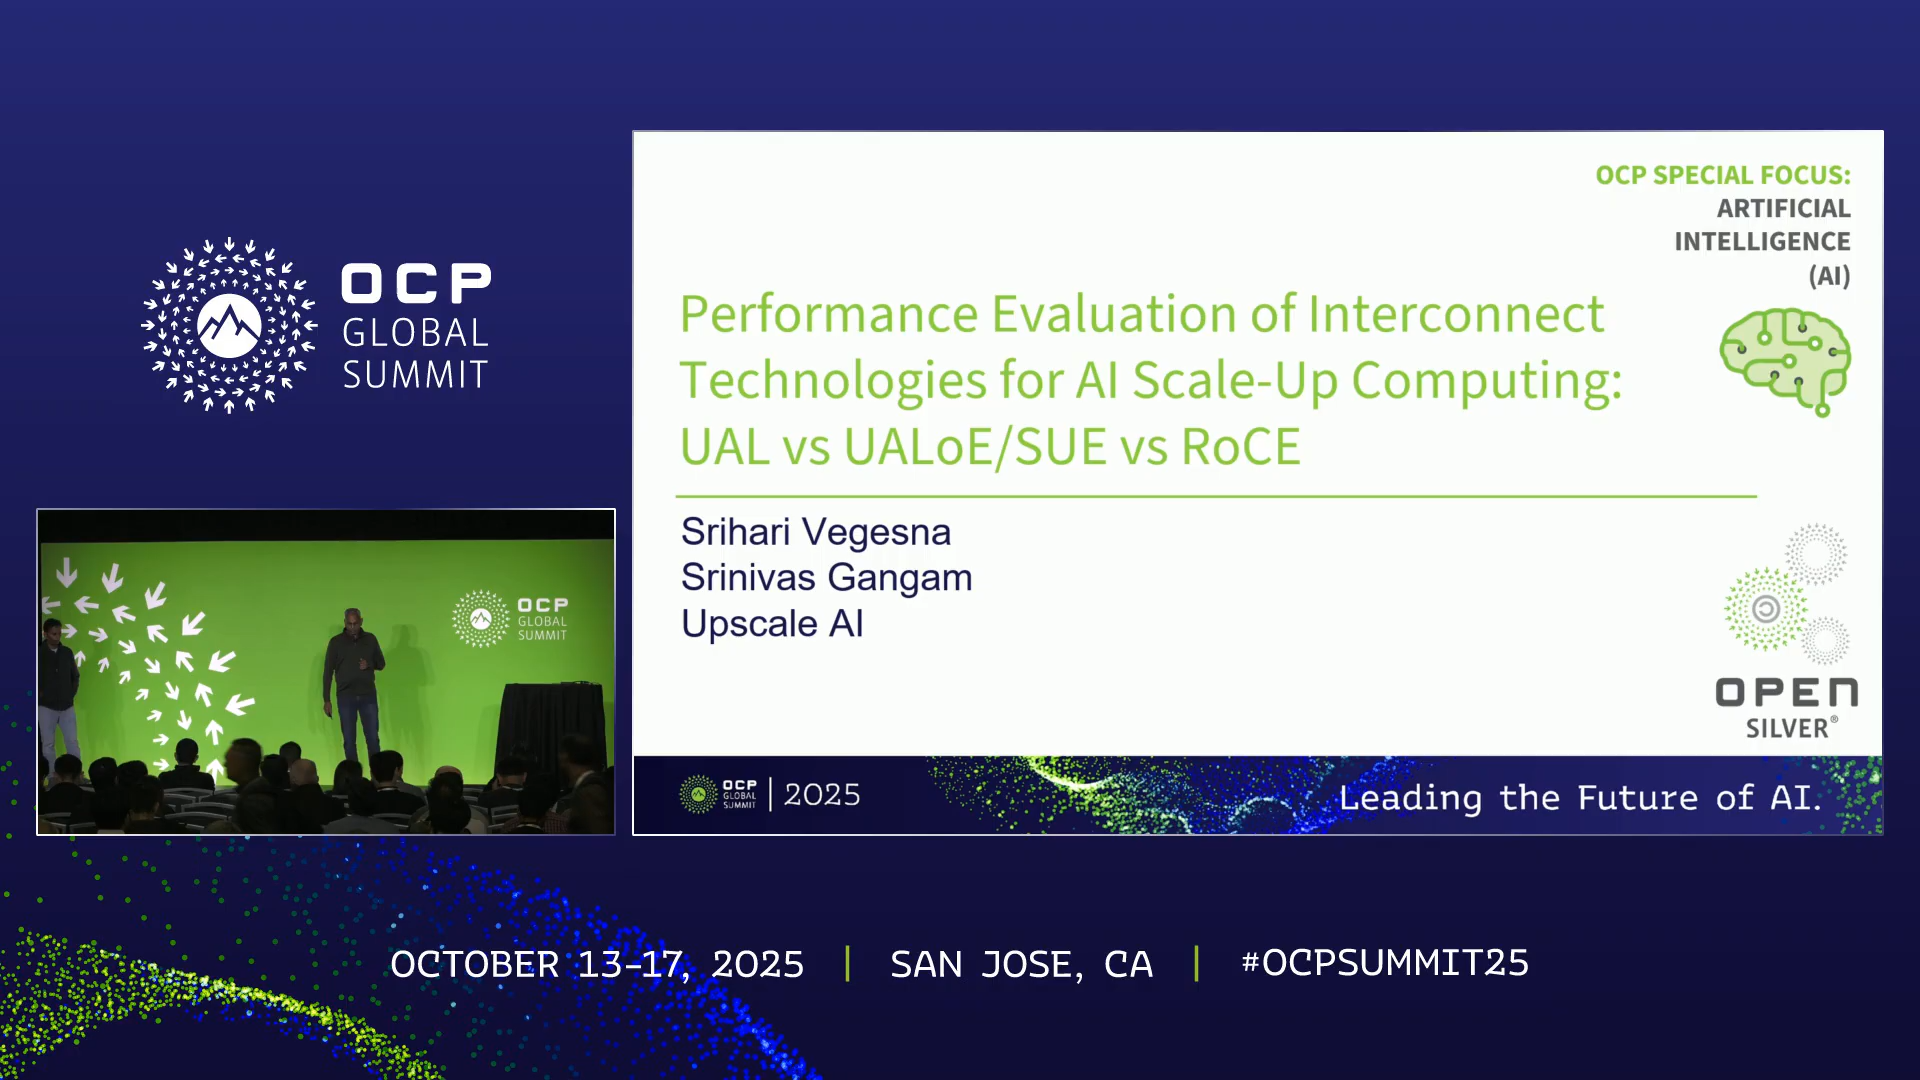 OCP
GLOBAL
SUMMIT
OCP
GLOBAL
SUMMIT
OCP SPECIAL FOCUS:
ARTIFICIAL
INTELLIGENCE
(AI)
Performance Evaluation of Interconnect
Technologies for AI Scale-Up Computing:
UAL vs UALoE/SUE vs RoCE
Srihari Vegesna
Srinivas Gangam
Upscale AI
OPEN
SILVER®
OCP
GLOBAL
SUMMIT
2025
Leading the Future of AI.
OCTOBER 13-17, 2025 | SAN JOSE, CA | #OCPSUMMIT25